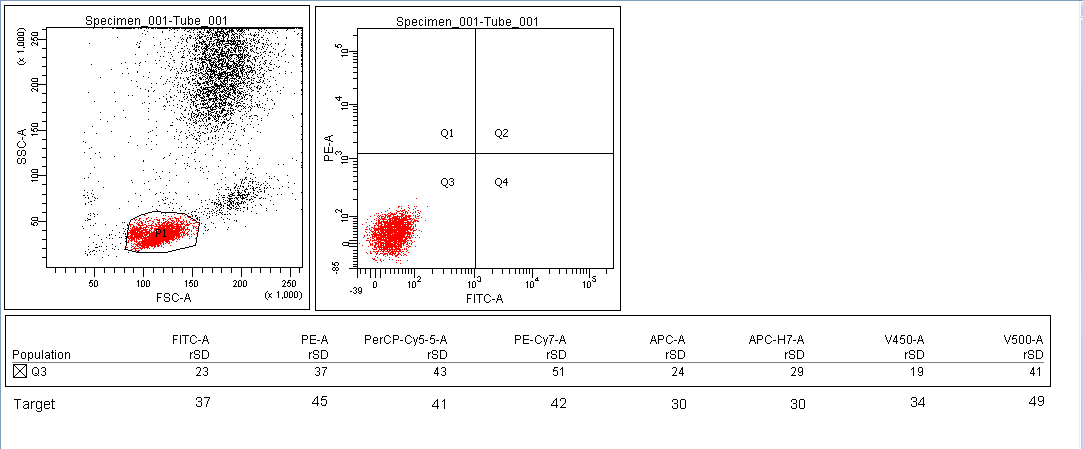 Specimen_001-Tube_001
(x 1,000)
250
200
150
100
50
SSC-A
P1
50 100 150 200 250
FSC-A
(x 1,000)
Specimen_001-Tube_001
PE-A
10^5
10^4
10^3
10^2
0
-85
Q1 Q2
Q3 Q4
-39 0 10^2 10^3 10^4 10^5
FITC-A
FITC-A PE-A PerCP-Cy5-5-A PE-Cy7-A APC-A APC-H7-A V450-A V500-A
Population rSD rSD rSD rSD rSD rSD rSD rSD
Q3 23 37 43 51 24 29 19 41
Target 37 45 41 42 30 30 34 49